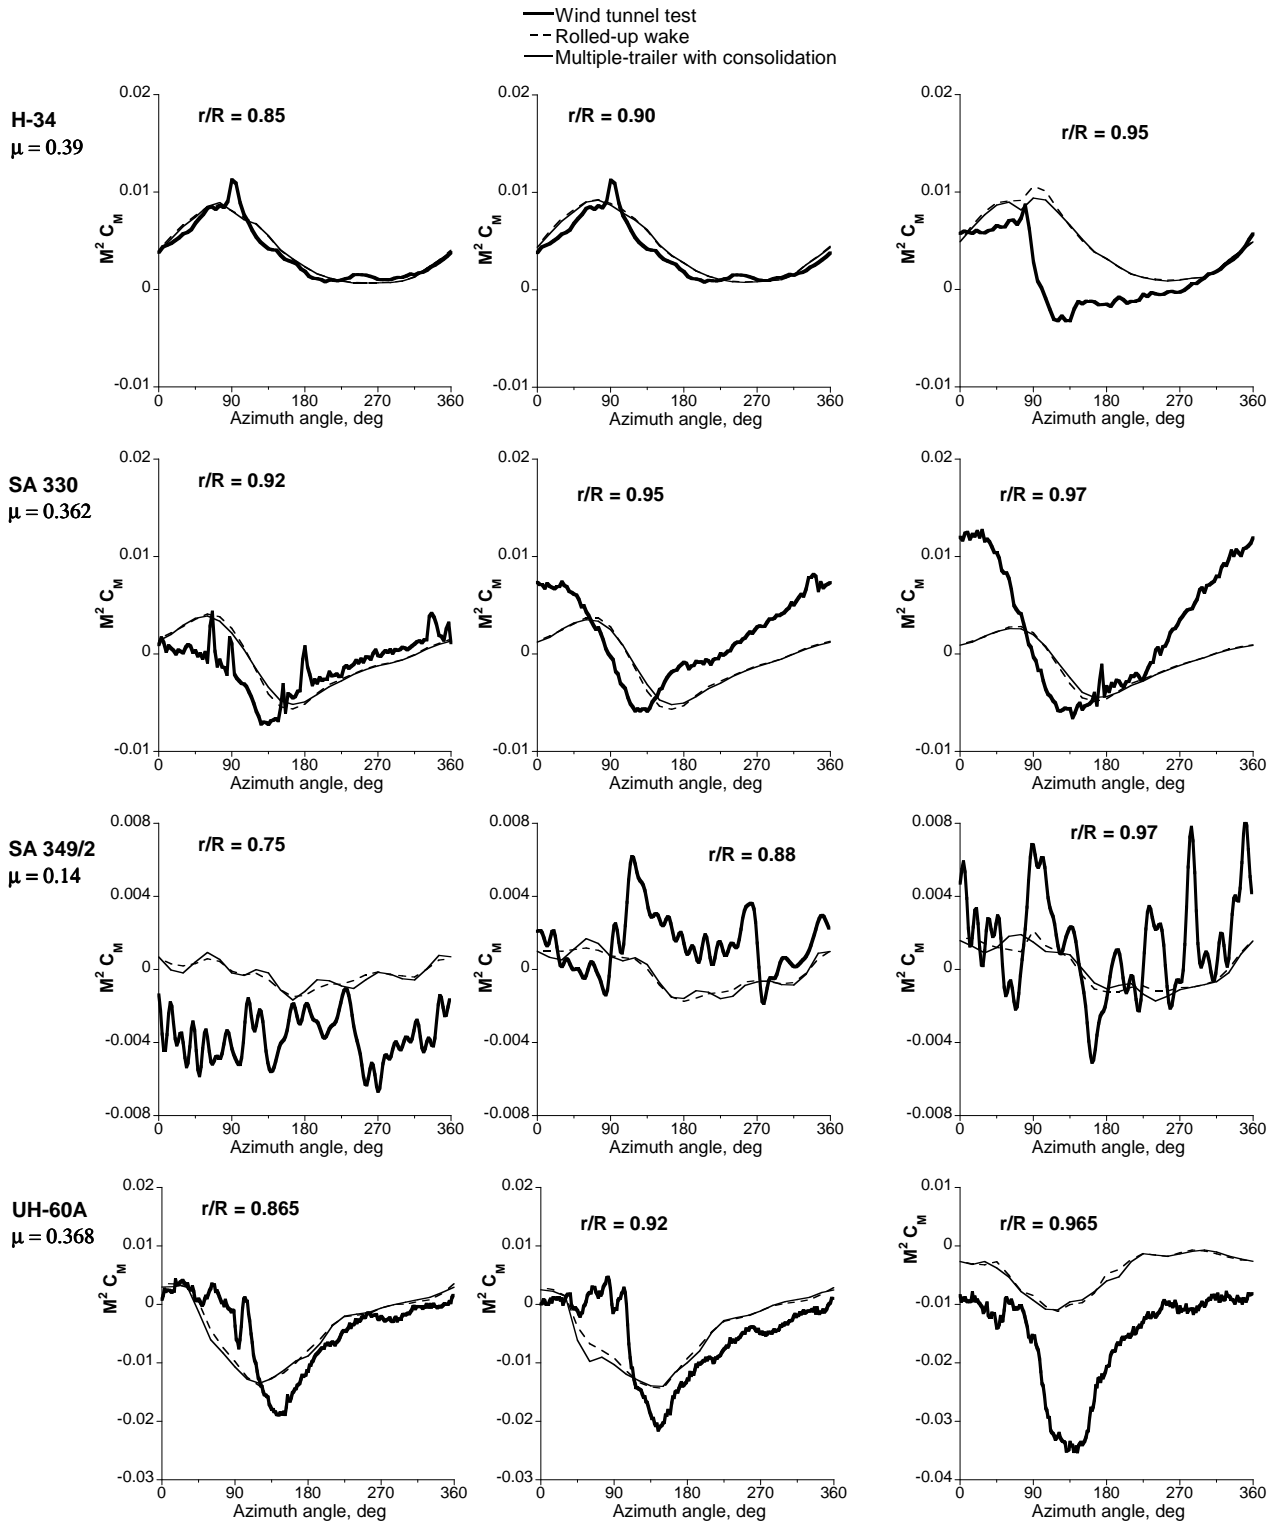 Wind tunnel test
Rolled-up wake
Multiple-trailer with consolidation
H-34
μ = 0.39
r/R = 0.85
0.02
0.01
0
-0.01
M² C_M
0 90 180 270 360
Azimuth angle, deg
r/R = 0.90
0.02
0.01
0
-0.01
M² C_M
0 90 180 270 360
Azimuth angle, deg
r/R = 0.95
0.02
0.01
0
-0.01
M² C_M
0 90 180 270 360
Azimuth angle, deg
SA 330
μ = 0.362
r/R = 0.92
0.02
0.01
0
-0.01
M² C_M
0 90 180 270 360
Azimuth angle, deg
r/R = 0.95
0.02
0.01
0
-0.01
M² C_M
0 90 180 270 360
Azimuth angle, deg
r/R = 0.97
0.02
0.01
0
-0.01
M² C_M
0 90 180 270 360
Azimuth angle, deg
SA 349/2
μ = 0.14
r/R = 0.75
0.008
0.004
0
-0.004
-0.008
M² C_M
0 90 180 270 360
Azimuth angle, deg
r/R = 0.88
0.008
0.004
0
-0.004
-0.008
M² C_M
0 90 180 270 360
Azimuth angle, deg
r/R = 0.97
0.008
0.004
0
-0.004
-0.008
M² C_M
0 90 180 270 360
Azimuth angle, deg
UH-60A
μ = 0.368
r/R = 0.865
0.02
0.01
0
-0.01
-0.02
-0.03
M² C_M
0 90 180 270 360
Azimuth angle, deg
r/R = 0.92
0.02
0.01
0
-0.01
-0.02
-0.03
M² C_M
0 90 180 270 360
Azimuth angle, deg
r/R = 0.965
0.01
0
-0.01
-0.02
-0.03
-0.04
M² C_M
0 90 180 270 360
Azimuth angle, deg